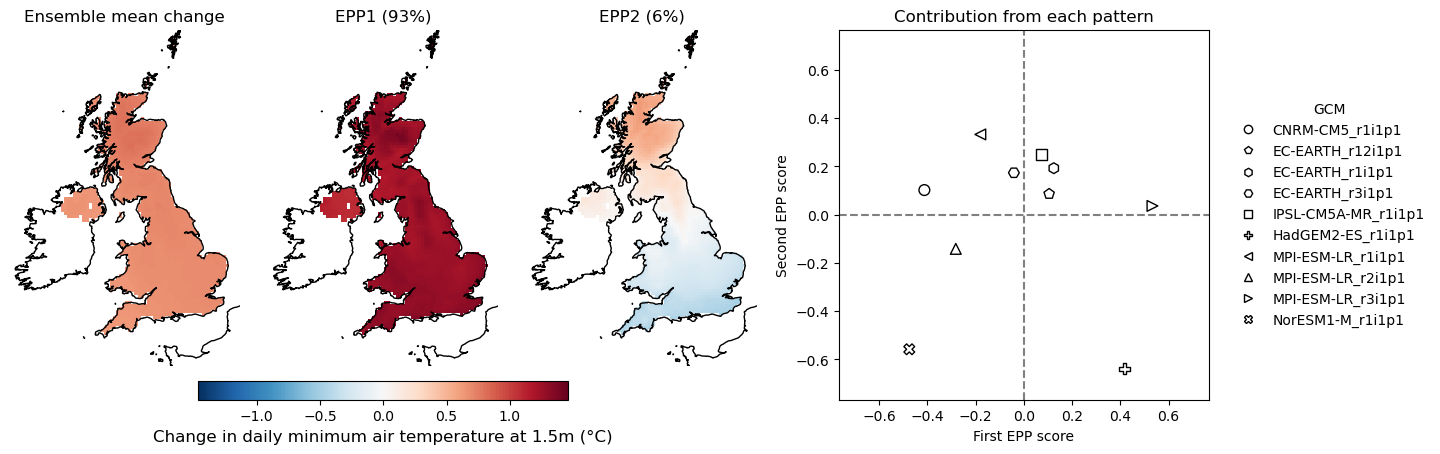 Ensemble mean change
EPP1 (93%)
EPP2 (6%)
−1.0 −0.5 0.0 0.5 1.0
Change in daily minimum air temperature at 1.5m (°C)
Contribution from each pattern
Second EPP score
0.6
0.4
0.2
0.0
−0.2
−0.4
−0.6
−0.6 −0.4 −0.2 0.0 0.2 0.4 0.6
First EPP score
GCM
CNRM-CM5_r1i1p1
EC-EARTH_r12i1p1
EC-EARTH_r1i1p1
EC-EARTH_r3i1p1
IPSL-CM5A-MR_r1i1p1
HadGEM2-ES_r1i1p1
MPI-ESM-LR_r1i1p1
MPI-ESM-LR_r2i1p1
MPI-ESM-LR_r3i1p1
NorESM1-M_r1i1p1